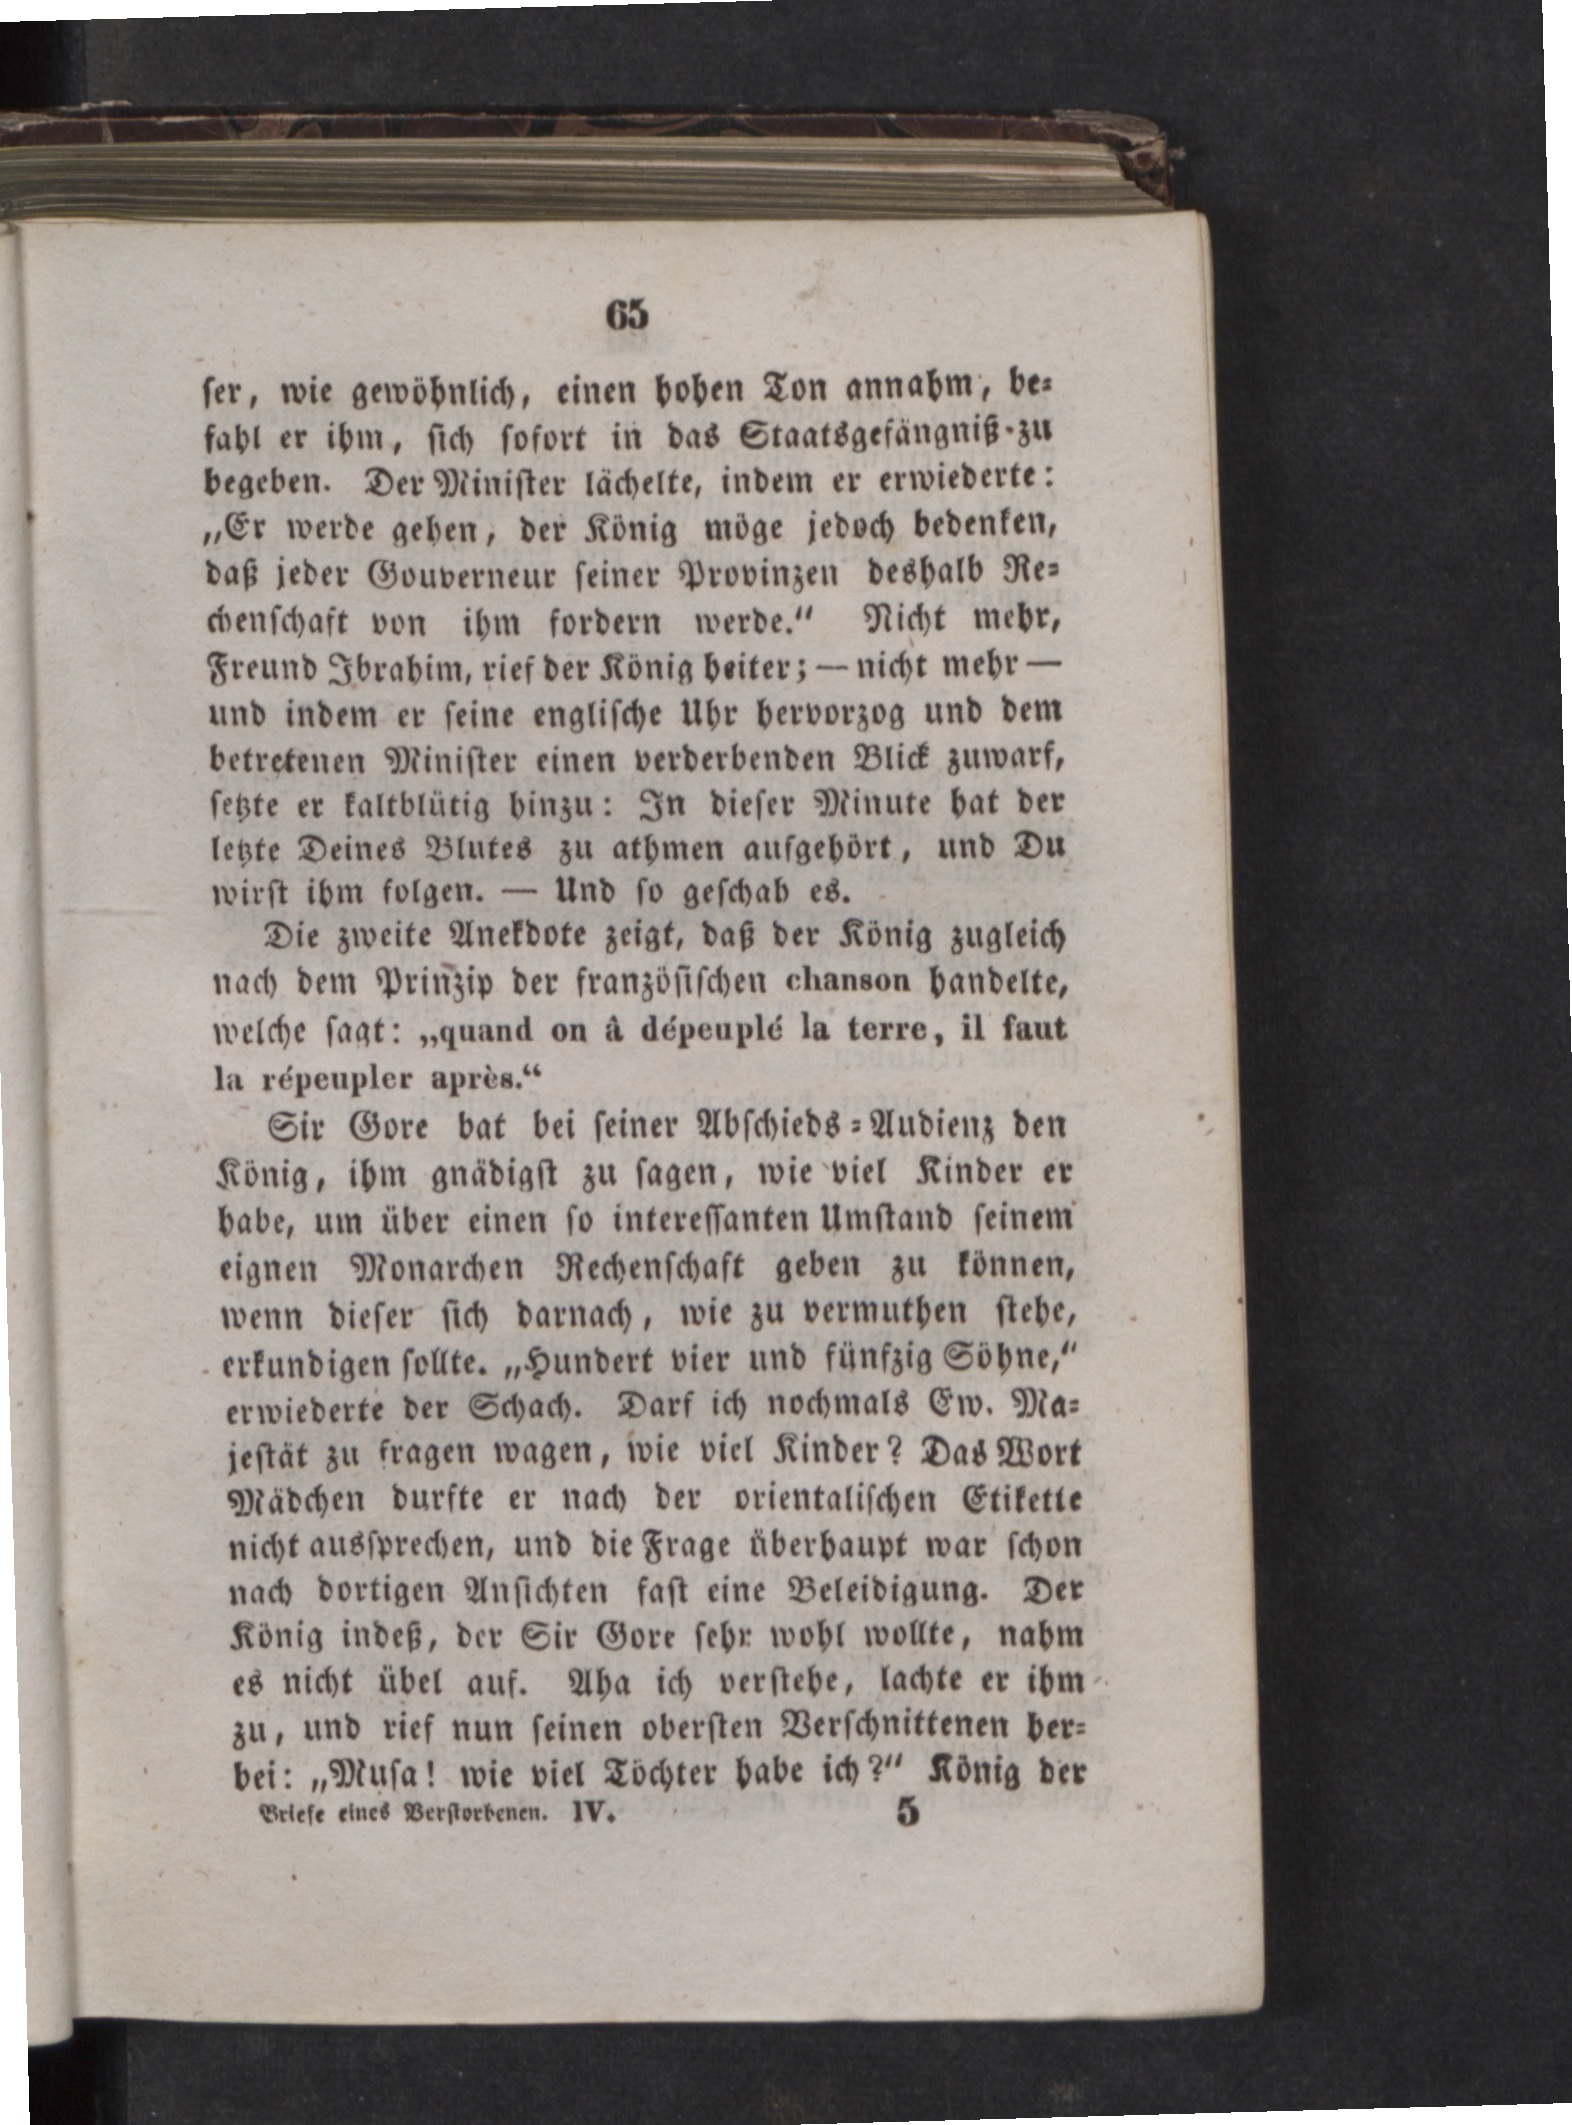 65
ſer, wie gewöhnlich, einen hohen Ton annahm, be⸗
fahl er ihm, ſich ſofort in das Staatsgefängniß zu
begeben. Der Miniſter lächelte, indem er erwiederte:
„Er werde gehen, der König möge jedoch bedenken,
daß jeder Gouverneur ſeiner Provinzen deshalb Re⸗
chenſchaft von ihm fordern werde.“ Nicht mehr,
Freund Ibrahim, rief der König heiter; — nicht mehr —
und indem er ſeine engliſche Uhr hervorzog und dem
betretenen Miniſter einen verderbenden Blick zuwarf,
ſetzte er kaltblütig hinzu: In dieſer Minute hat der
letzte Deines Blutes zu athmen aufgehört, und Du
wirſt ihm folgen. — Und ſo geſchah es.
Die zweite Anekdote zeigt, daß der König zugleich
nach dem Prinzip der franzöſiſchen chanson handelte,
welche ſagt: „quand on â dépeuplé la terre, il faut
la répeupler après.“
Sir Gore bat bei ſeiner Abſchieds⸗Audienz den
König, ihm gnädigſt zu ſagen, wie viel Kinder er
habe, um über einen ſo intereſſanten Umſtand ſeinem
eignen Monarchen Rechenſchaft geben zu können,
wenn dieſer ſich darnach, wie zu vermuthen ſtehe,
erkundigen ſollte. „Hundert vier und fünfzig Söhne,“
erwiederte der Schach. Darf ich nochmals Ew. Ma⸗
jeſtät zu fragen wagen, wie viel Kinder? Das Wort
Mädchen durfte er nach der orientaliſchen Etikette
nicht ausſprechen, und die Frage überhaupt war ſchon
nach dortigen Anſichten faſt eine Beleidigung. Der
König indeß, der Sir Gore ſehr wohl wollte, nahm
es nicht übel auf. Aha ich verſtehe, lachte er ihm
zu, und rief nun ſeinen oberſten Verſchnittenen her⸗
bei: „Muſa! wie viel Töchter habe ich?“ König der
Briefe eines Verſtorbenen. IV. 5